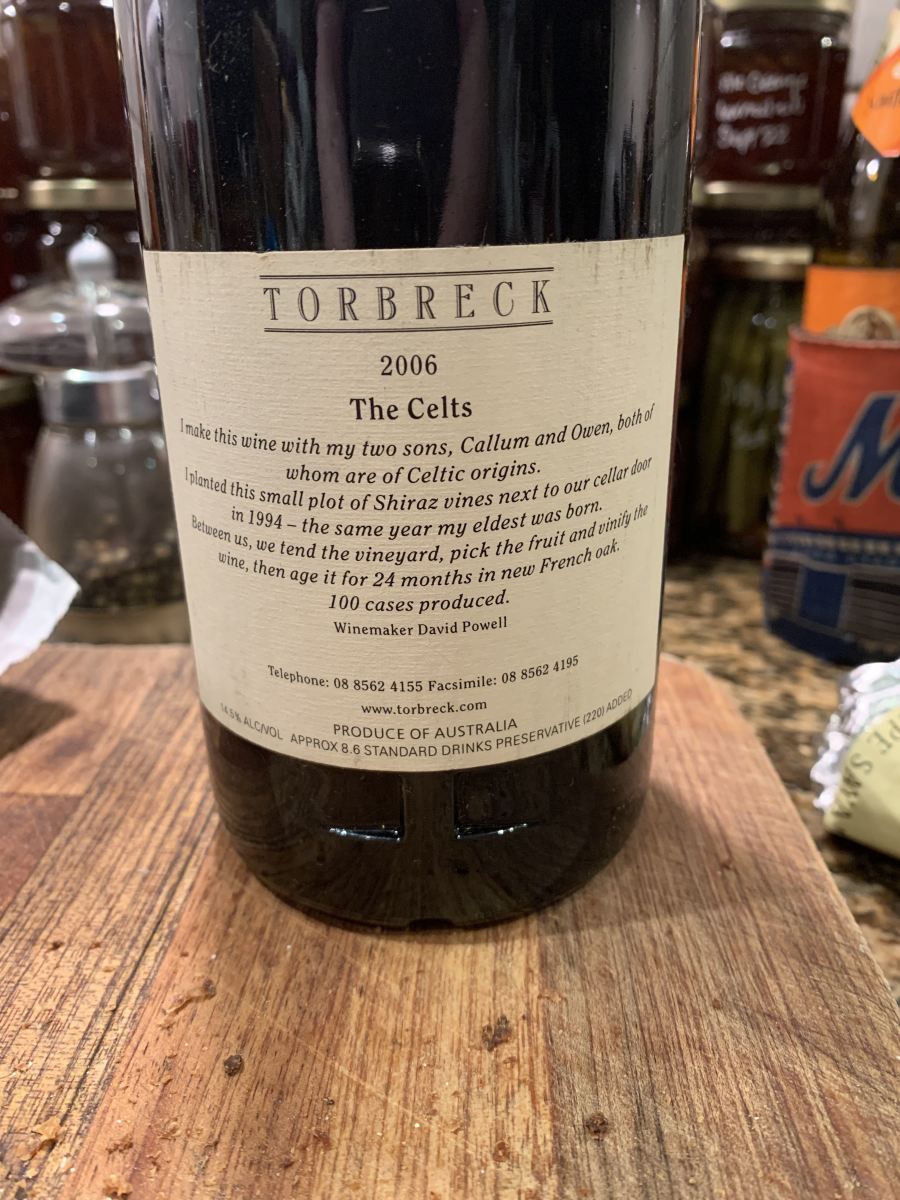 TORBRECK
2006
The Celts
I make this wine with my two sons, Callum and Owen, both of
whom are of Celtic origins.
I planted this small plot of Shiraz vines next to our cellar door
in 1994 – the same year my eldest was born.
Between us, we tend the vineyard, pick the fruit and vinify the
wine, then age it for 24 months in new French oak.
100 cases produced.
Winemaker David Powell
Telephone: 08 8562 4155 Facsimile: 08 8562 4195
www.torbreck.com
PRODUCE OF AUSTRALIA
14.5% ALC/VOL APPROX 8.6 STANDARD DRINKS PRESERVATIVE (220) ADDED
Sept 22
M